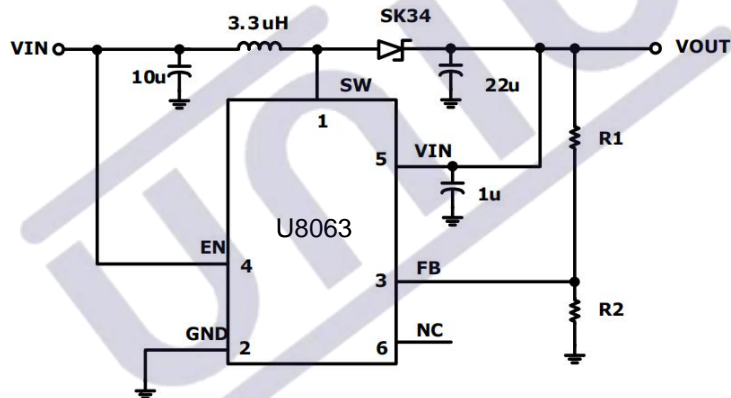 SK34
3.3uH
VIN
VOUT
10u
SW
22u
1
R1
VIN
5
1u
U8063
EN
4
FB
3
R2
GND
2
NC
6